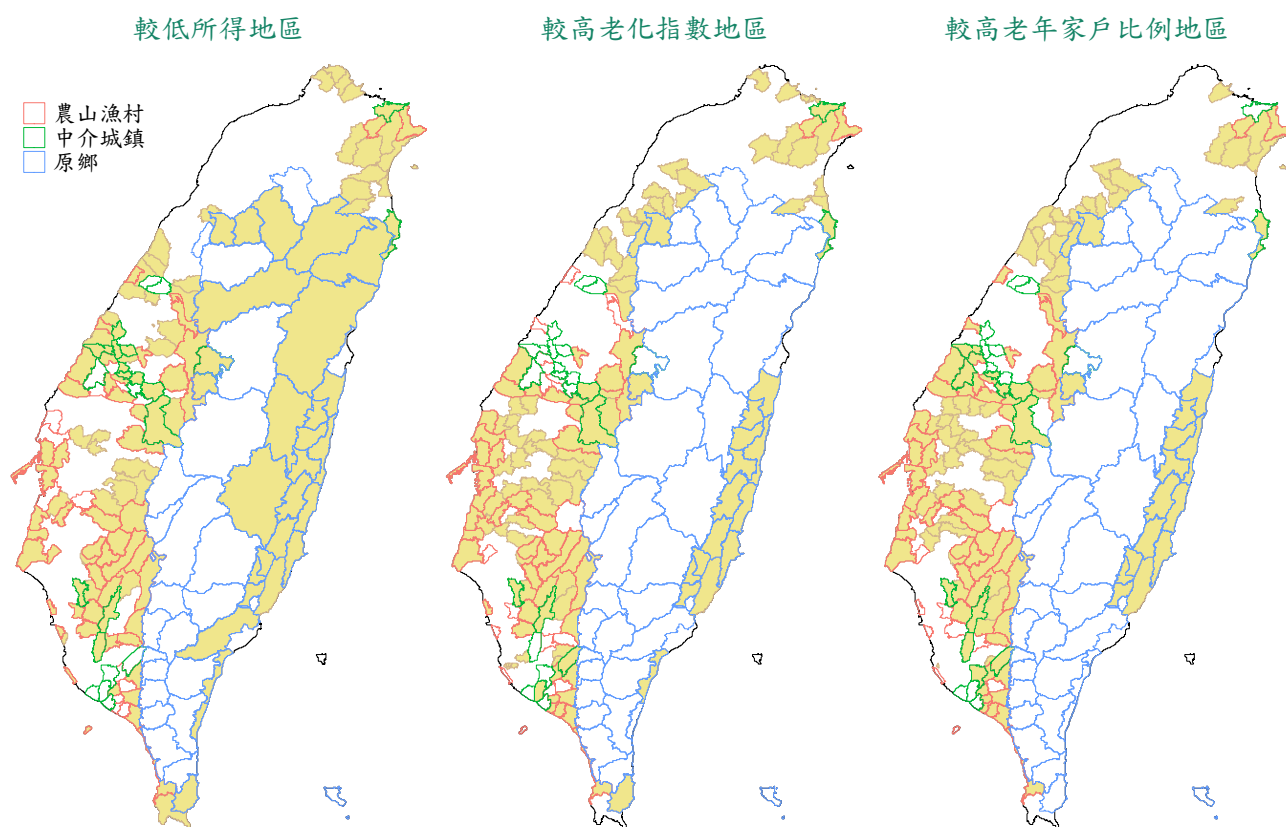 較低所得地區
較高老化指數地區
較高老年家戶比例地區
農山漁村
中介城鎮
原鄉